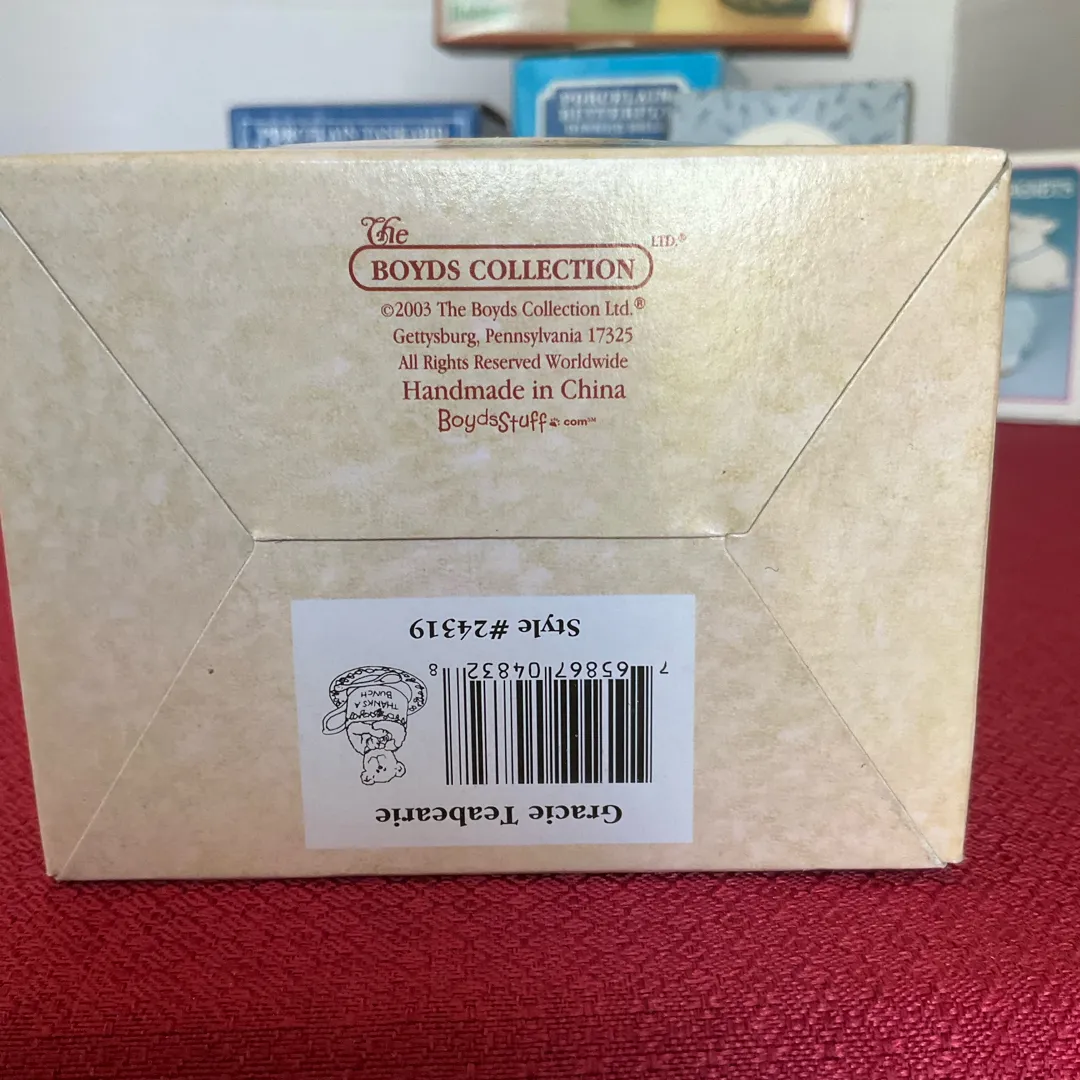 PORCELAIN
The
BOYDS COLLECTION LTD.®
©2003 The Boyds Collection Ltd.®
Gettysburg, Pennsylvania 17325
All Rights Reserved Worldwide
Handmade in China
BoydsStuff.com℠
Gracie Teabearie
7 65867 04832 8
THANKS A
BUNCH
Style #24319